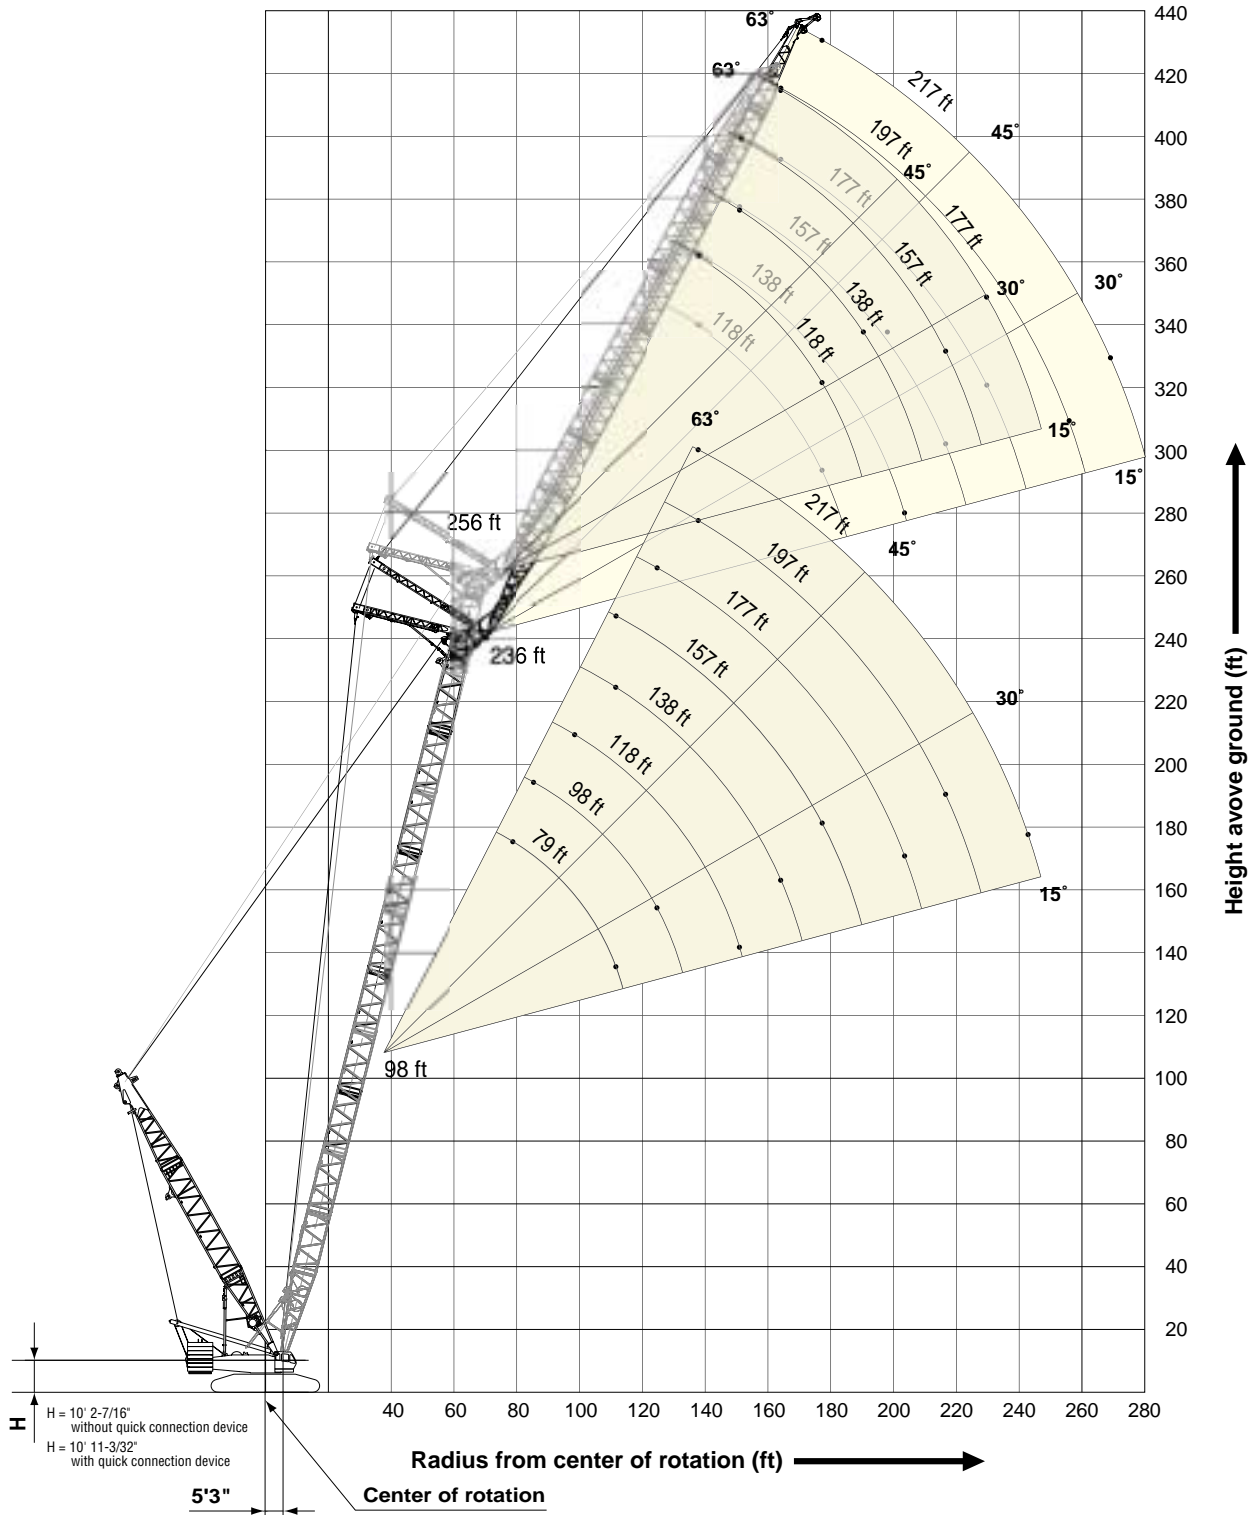 440
63°
63°
420
217 ft
45°
197 ft
45°
400
177 ft
380
177 ft
157 ft
157 ft
360
138 ft
30°
30°
138 ft
118 ft
118 ft
340
320
63°
15°
300
15°
217 ft
256 ft
280
45°
197 ft
260
177 ft
240
236 ft
157 ft
30°
138 ft
220
118 ft
200
98 ft
180
79 ft
15°
160
140
120
98 ft
100
80
60
40
20
Height avove ground (ft)
H
H = 10' 2-7/16"
without quick connection device
H = 10' 11-3/32"
with quick connection device
40 60 80 100 120 140 160 180 200 220 240 260 280
Radius from center of rotation (ft)
5'3"
Center of rotation